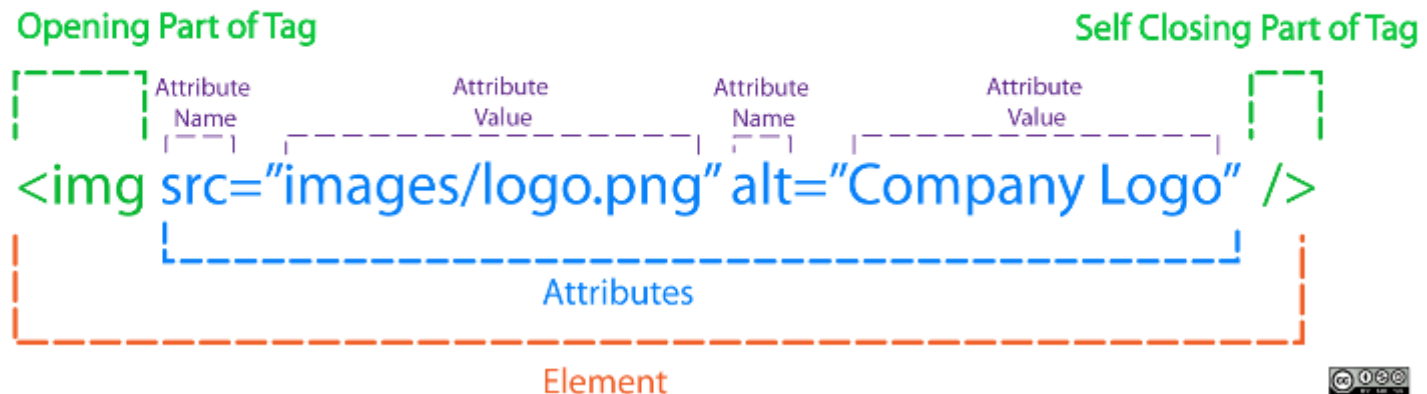 Opening Part of Tag
Self Closing Part of Tag
Attribute Name
Attribute Value
Attribute Name
Attribute Value
<img src=”images/logo.png” alt=”Company Logo” />
Attributes
Element
cc